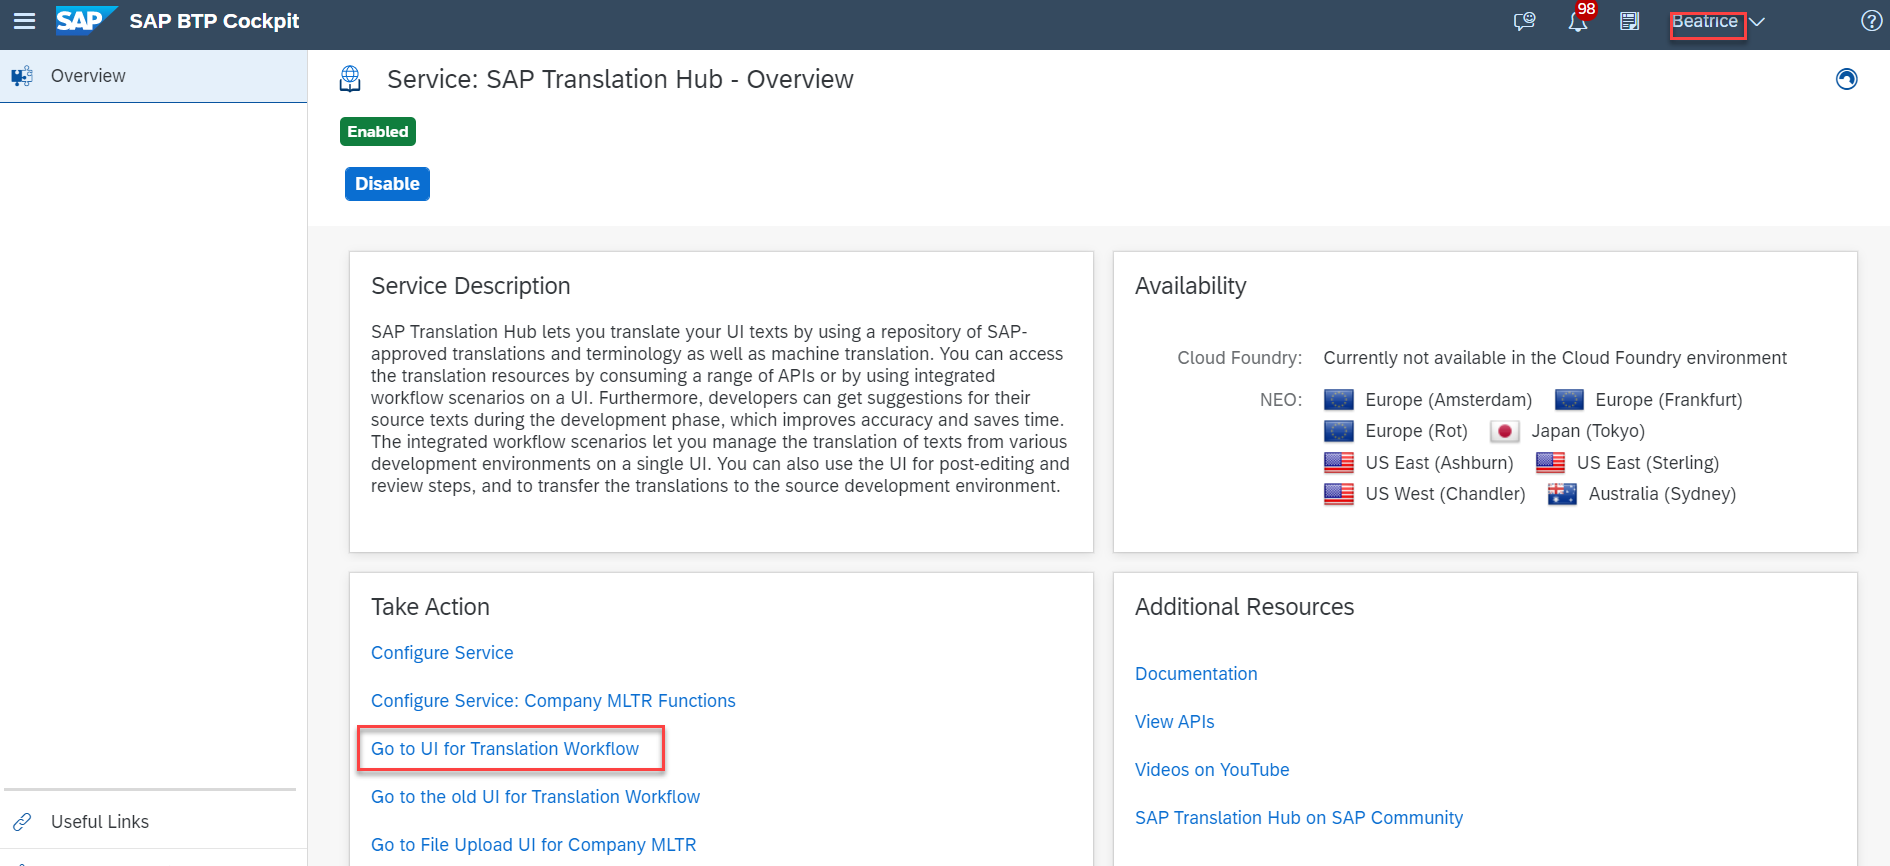 SAP SAP BTP Cockpit
98
Beatrice
Overview
Service: SAP Translation Hub - Overview
Enabled
Disable
Service Description
SAP Translation Hub lets you translate your UI texts by using a repository of SAP-
approved translations and terminology as well as machine translation. You can access
the translation resources by consuming a range of APIs or by using integrated
workflow scenarios on a UI. Furthermore, developers can get suggestions for their
source texts during the development phase, which improves accuracy and saves time.
The integrated workflow scenarios let you manage the translation of texts from various
development environments on a single UI. You can also use the UI for post-editing and
review steps, and to transfer the translations to the source development environment.
Availability
Cloud Foundry: Currently not available in the Cloud Foundry environment
NEO: Europe (Amsterdam) Europe (Frankfurt)
Europe (Rot) Japan (Tokyo)
US East (Ashburn) US East (Sterling)
US West (Chandler) Australia (Sydney)
Take Action
Configure Service
Configure Service: Company MLTR Functions
Go to UI for Translation Workflow
Go to the old UI for Translation Workflow
Go to File Upload UI for Company MLTR
Additional Resources
Documentation
View APIs
Videos on YouTube
SAP Translation Hub on SAP Community
Useful Links